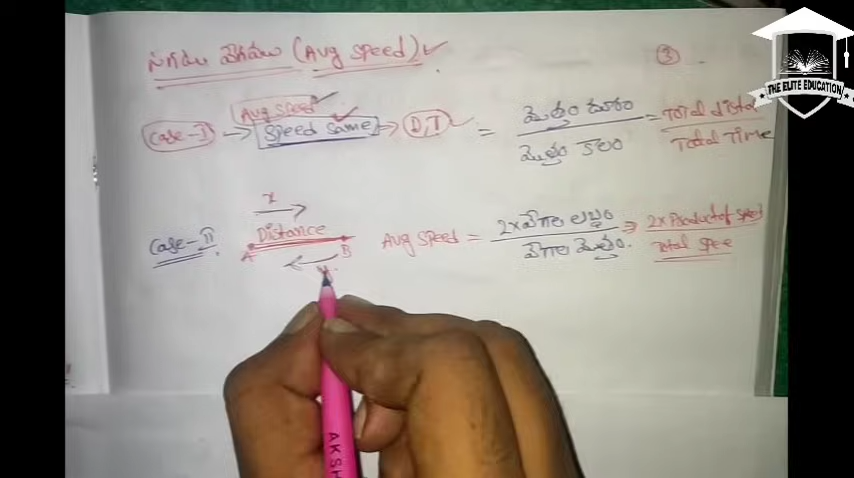 సగటు వేగము (Avg Speed) ✓
③
THE ELITE EDUCATION
Avg Speed ✓
Case-I → Speed same → D,T = మొత్తం దూరం / మొత్తం కాలం = Total / Total Time
x →
Case-II. Distance Avg Speed = 2x వేగాల లబ్ధం / వేగాల మొత్తం. ⇒ 2x Product of Speed / Total Spee
A B
←
AKSH